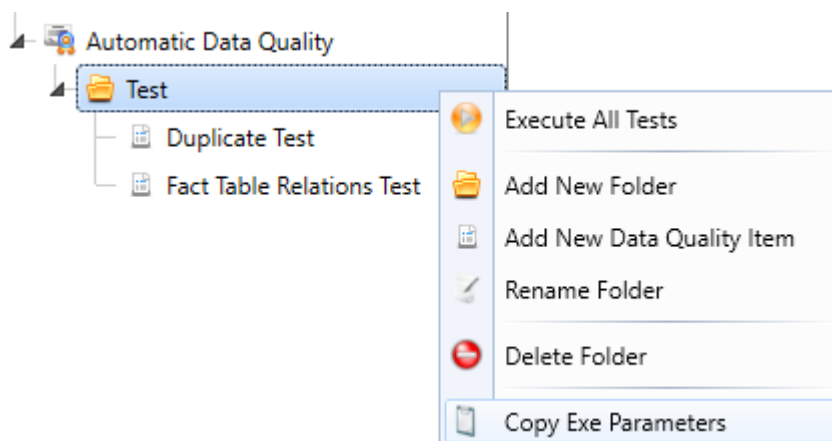 Automatic Data Quality
Test
Duplicate Test
Fact Table Relations Test
Execute All Tests
Add New Folder
Add New Data Quality Item
Rename Folder
Delete Folder
Copy Exe Parameters